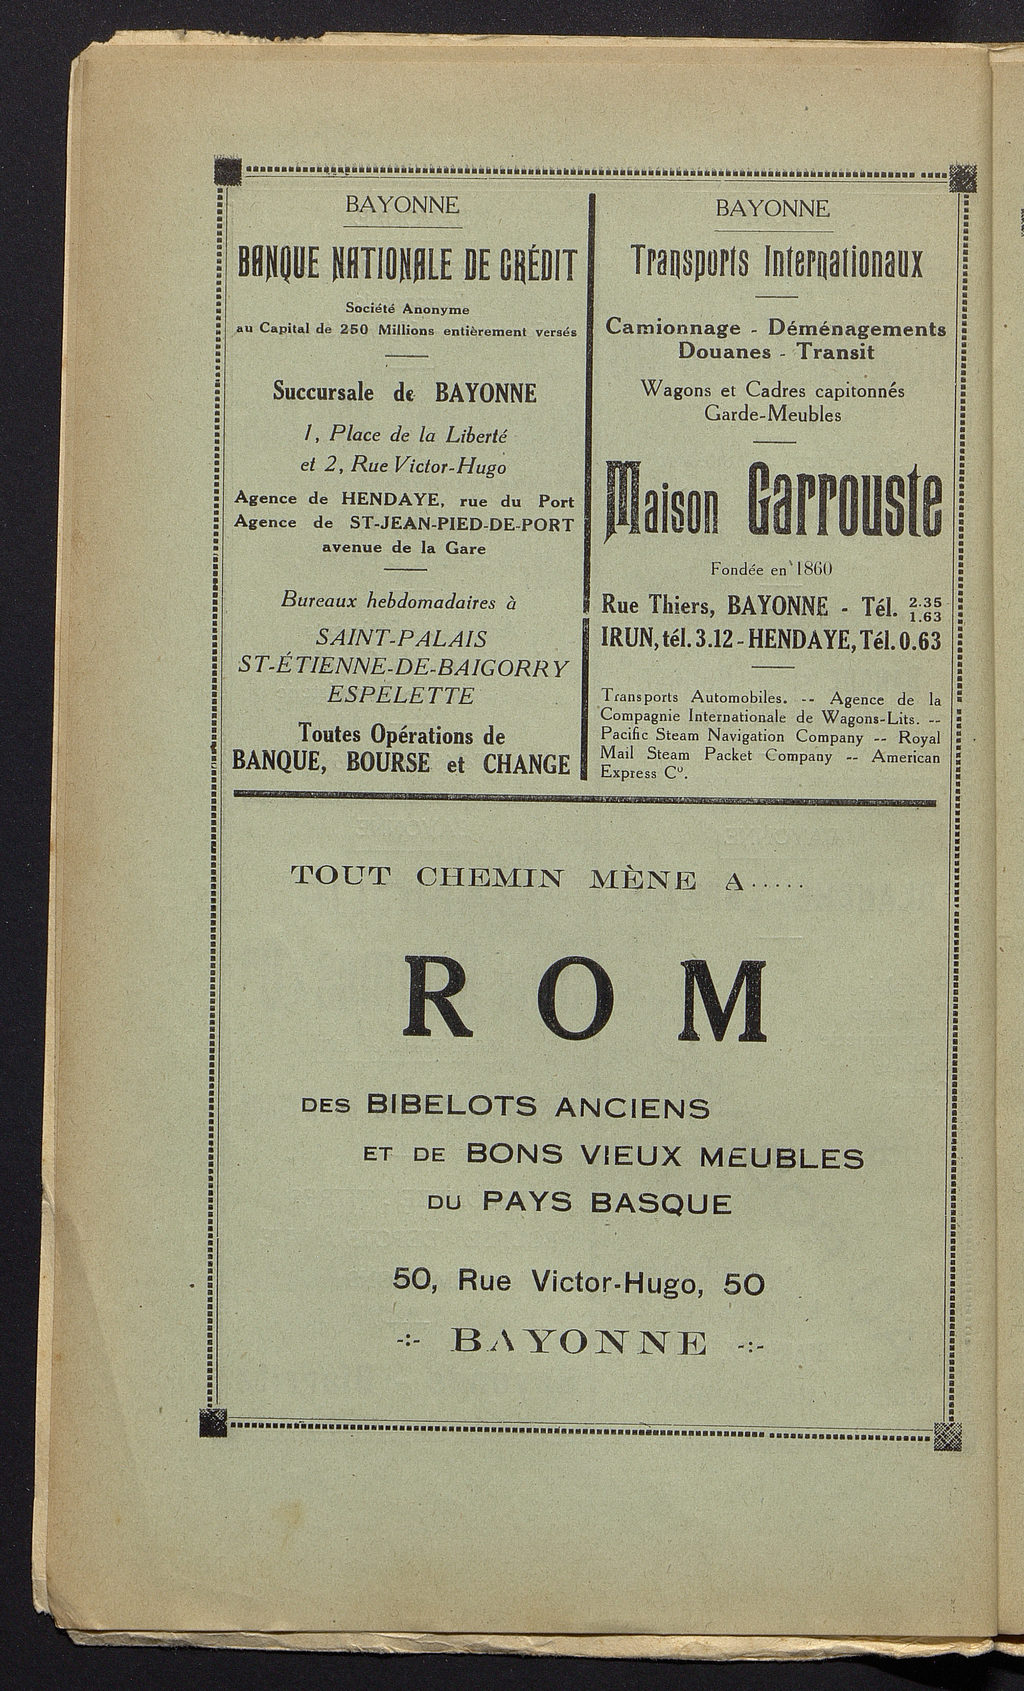 BAYONNE
BANQUE NATIONALE DE CRÉDIT
Société Anonyme
au Capital de 250 Millions entièrement versés
Succursale de BAYONNE
1, Place de la Liberté
et 2, Rue Victor-Hugo
Agence de HENDAYE, rue du Port
Agence de ST-JEAN-PIED-DE-PORT
avenue de la Gare
Bureaux hebdomadaires à
SAINT-PALAIS
ST-ÉTIENNE-DE-BAIGORRY
ESPELETTE
Toutes Opérations de
BANQUE, BOURSE et CHANGE
BAYONNE
Transports Internationaux
Camionnage - Déménagements
Douanes - Transit
Wagons et Cadres capitonnés
Garde-Meubles
Maison Garrouste
Fondée en 1860
Rue Thiers, BAYONNE - Tél. 2.35
1.63
IRUN, tél. 3.12 - HENDAYE, Tél. 0.63
Transports Automobiles. -- Agence de la
Compagnie Internationale de Wagons-Lits. --
Pacific Steam Navigation Company -- Royal
Mail Steam Packet Company -- American
Express Cº.
TOUT CHEMIN MÈNE A.....
ROM
DES BIBELOTS ANCIENS
ET DE BONS VIEUX MEUBLES
DU PAYS BASQUE
50, Rue Victor-Hugo, 50
-:- BAYONNE -:-